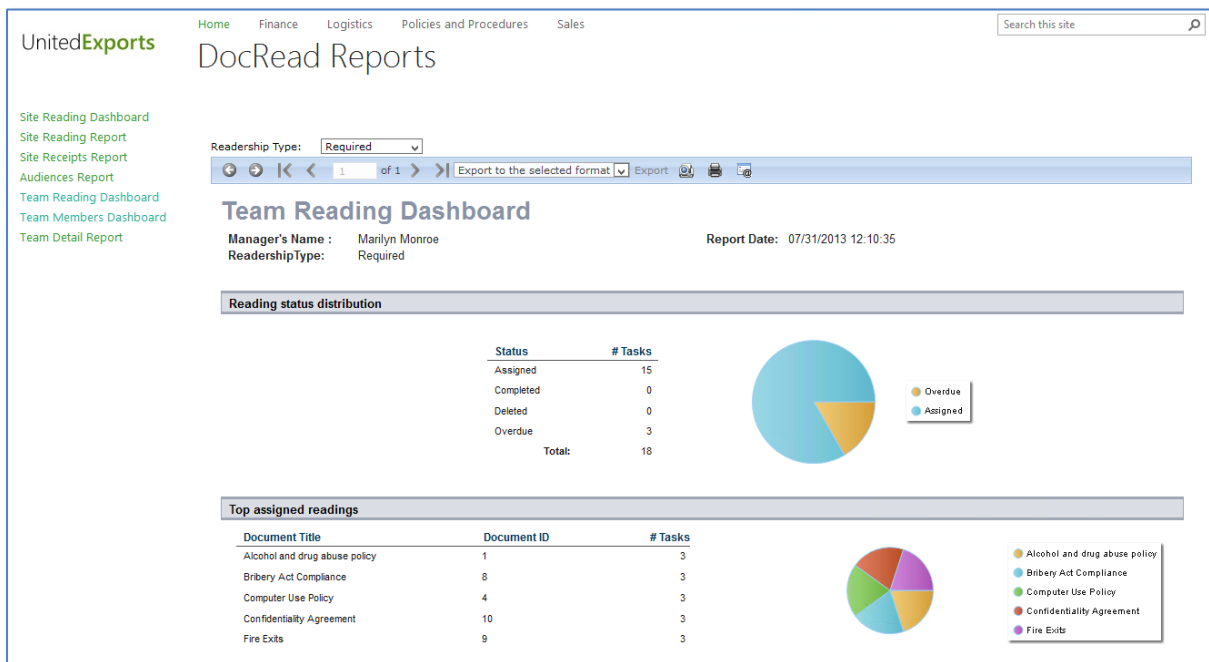 UnitedExports
Home Finance Logistics Policies and Procedures Sales
Search this site
DocRead Reports
Site Reading Dashboard
Site Reading Report
Site Receipts Report
Audiences Report
Team Reading Dashboard
Team Members Dashboard
Team Detail Report
Readership Type: Required
1 of 1 Export to the selected format Export
Team Reading Dashboard
Manager's Name : Marilyn Monroe Report Date: 07/31/2013 12:10:35
ReadershipType: Required
Reading status distribution
Status # Tasks
Assigned 15
Completed 0
Deleted 0
Overdue 3
Total: 18
Overdue
Assigned
Top assigned readings
Document Title Document ID # Tasks
Alcohol and drug abuse policy 1 3
Bribery Act Compliance 8 3
Computer Use Policy 4 3
Confidentiality Agreement 10 3
Fire Exits 9 3
Alcohol and drug abuse policy
Bribery Act Compliance
Computer Use Policy
Confidentiality Agreement
Fire Exits